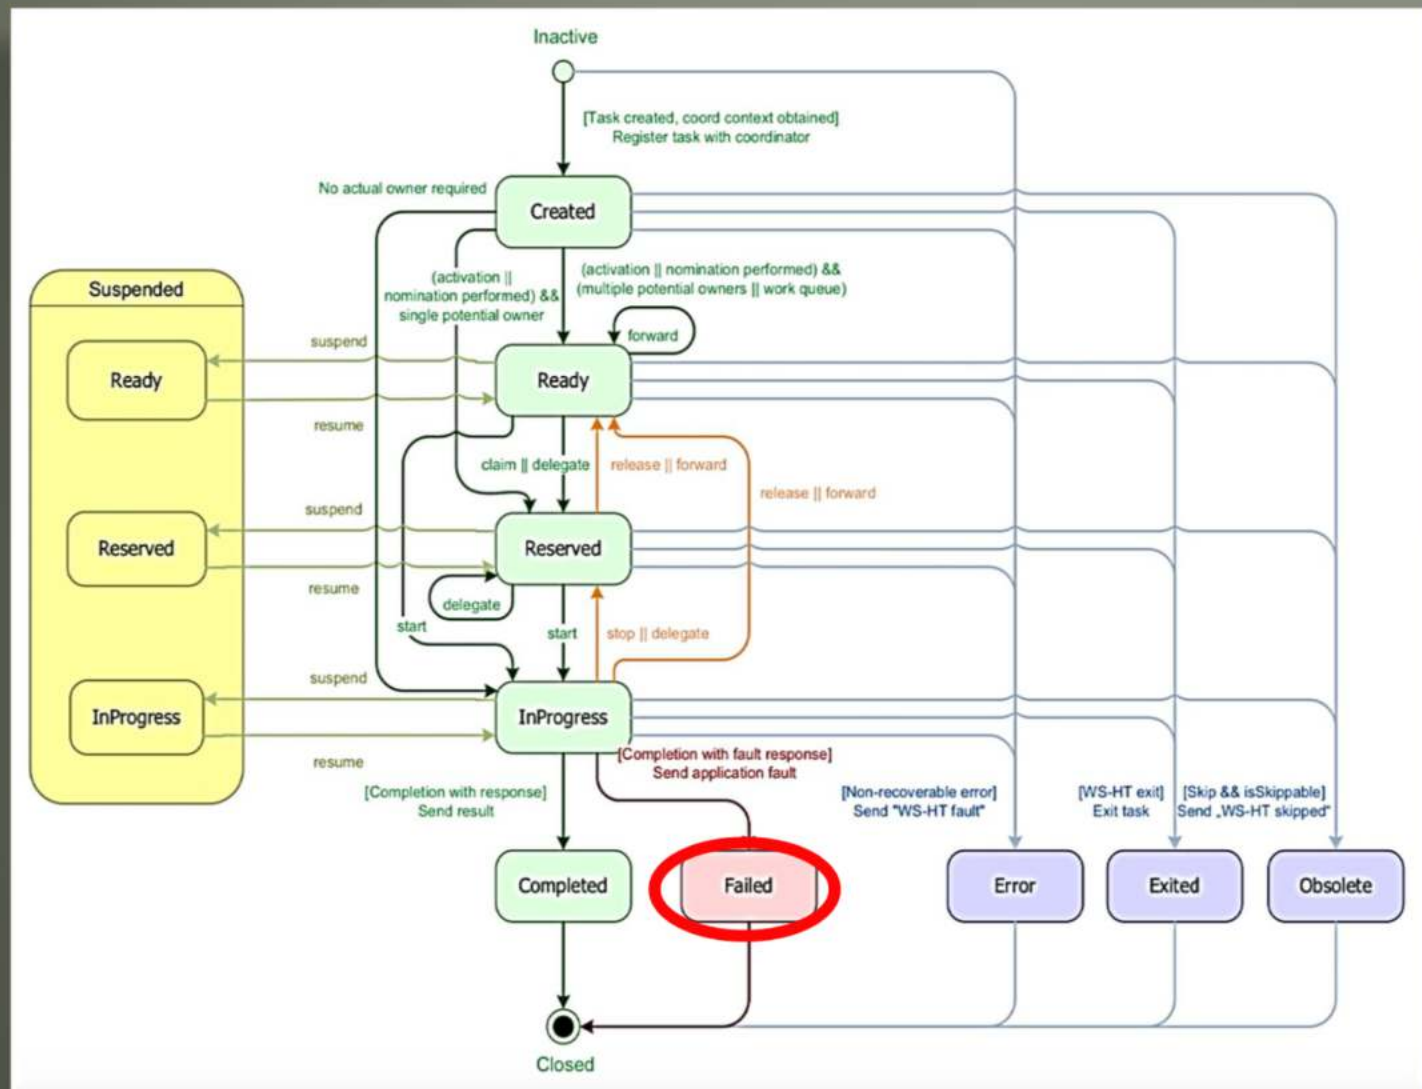 Inactive
[Task created, coord context obtained]
Register task with coordinator
No actual owner required
Created
(activation ||
nomination performed) &&
single potential owner
(activation || nomination performed) &&
(multiple potential owners || work queue)
Suspended
forward
suspend
Ready
Ready
resume
claim || delegate
release || forward
release || forward
suspend
Reserved
Reserved
resume
delegate
start
start
stop || delegate
suspend
InProgress
InProgress
resume
[Completion with response]
Send result
[Completion with fault response]
Send application fault
[Non-recoverable error]
Send "WS-HT fault"
[WS-HT exit]
Exit task
[Skip && isSkippable]
Send „WS-HT skipped"
Completed
Failed
Error
Exited
Obsolete
Closed